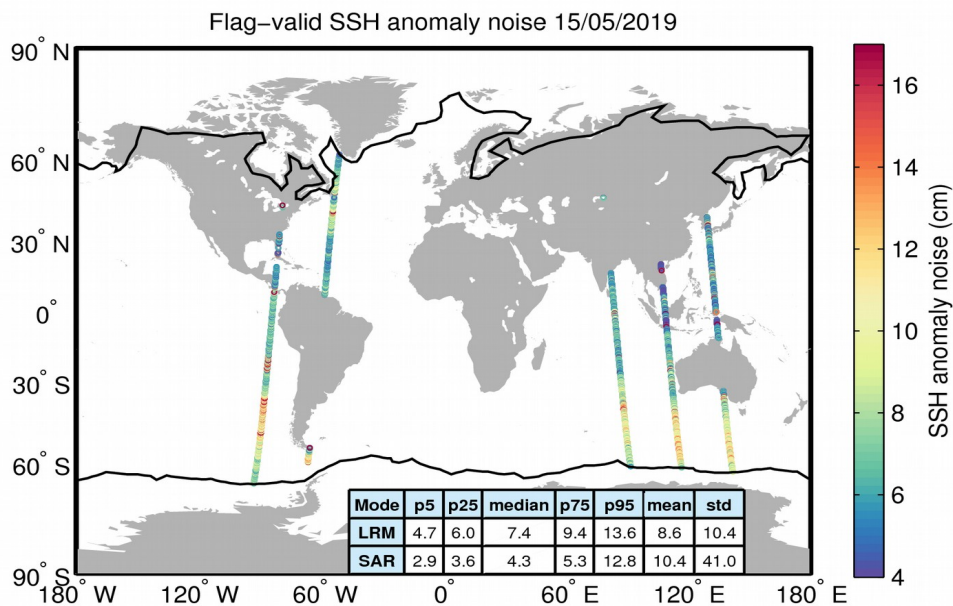 Flag−valid SSH anomaly noise 15/05/2019
90° N
60° N
30° N
0°
30° S
60° S
90° S
180° W
120° W
60° W
0°
60° E
120° E
180° E
16
14
12
10
8
6
4
SSH anomaly noise (cm)
Mode p5 p25 median p75 p95 mean std
LRM 4.7 6.0 7.4 9.4 13.6 8.6 10.4
SAR 2.9 3.6 4.3 5.3 12.8 10.4 41.0